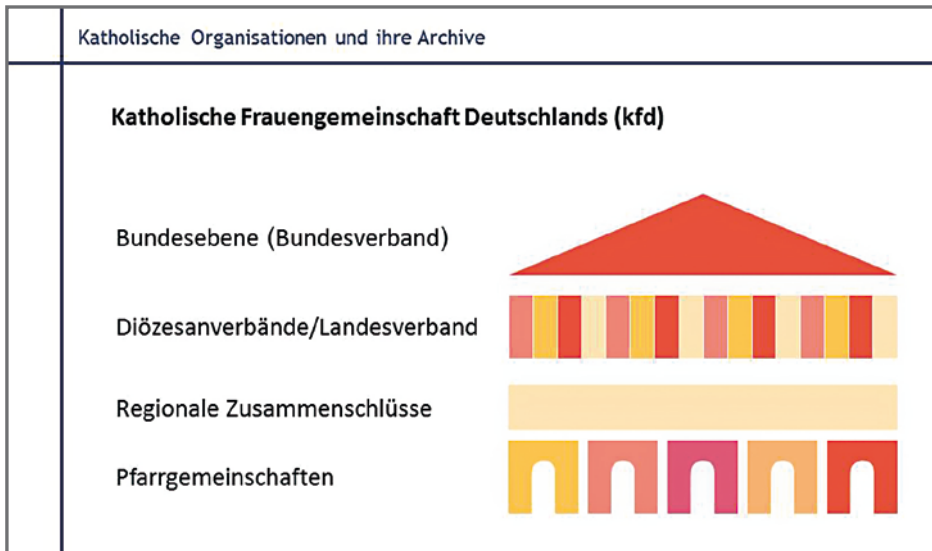 Katholische Organisationen und ihre Archive
Katholische Frauengemeinschaft Deutschlands (kfd)
Bundesebene (Bundesverband)
Diözesanverbände/Landesverband
Regionale Zusammenschlüsse
Pfarrgemeinschaften